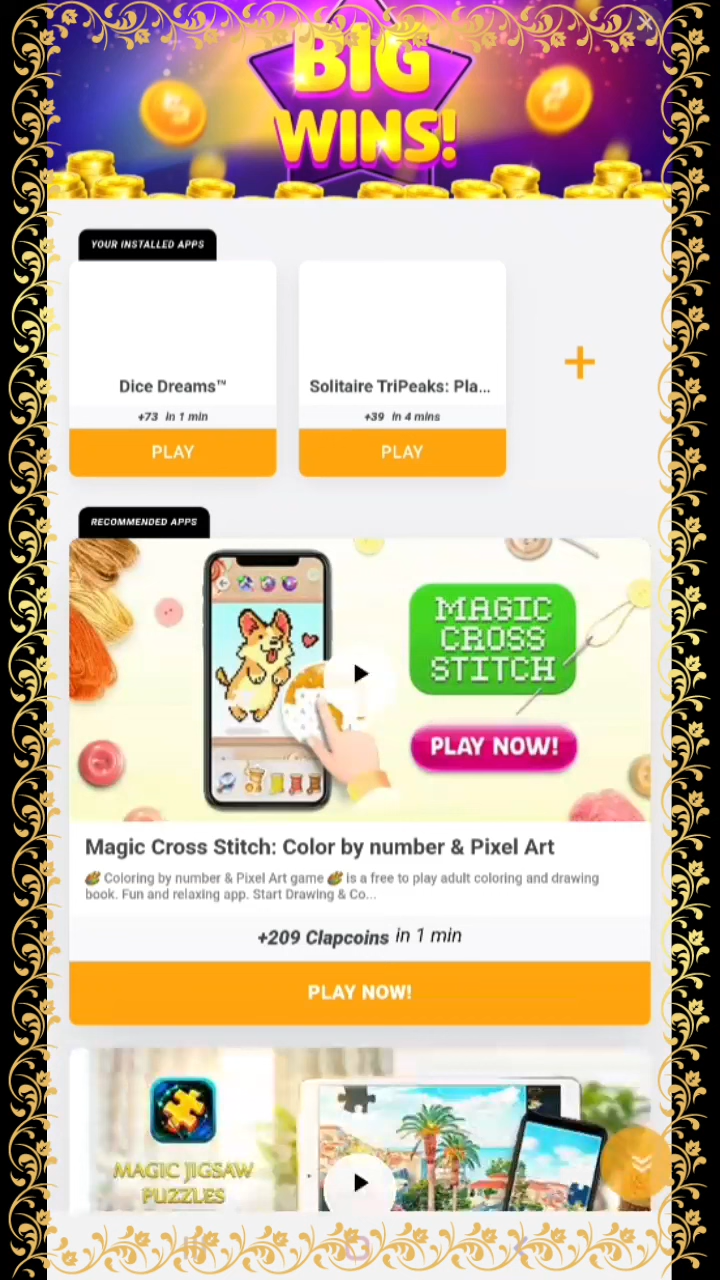 BIG
WINS!
YOUR INSTALLED APPS
Dice Dreams™
+73 in 1 min
PLAY
Solitaire TriPeaks: Pla...
+39 in 4 mins
PLAY
+
RECOMMENDED APPS
MAGIC
CROSS
STITCH
PLAY NOW!
Magic Cross Stitch: Color by number & Pixel Art
Coloring by number & Pixel Art game is a free to play adult coloring and drawing
book. Fun and relaxing app. Start Drawing & Co...
+209 Clapcoins in 1 min
PLAY NOW!
MAGIC JIGSAW
PUZZLES